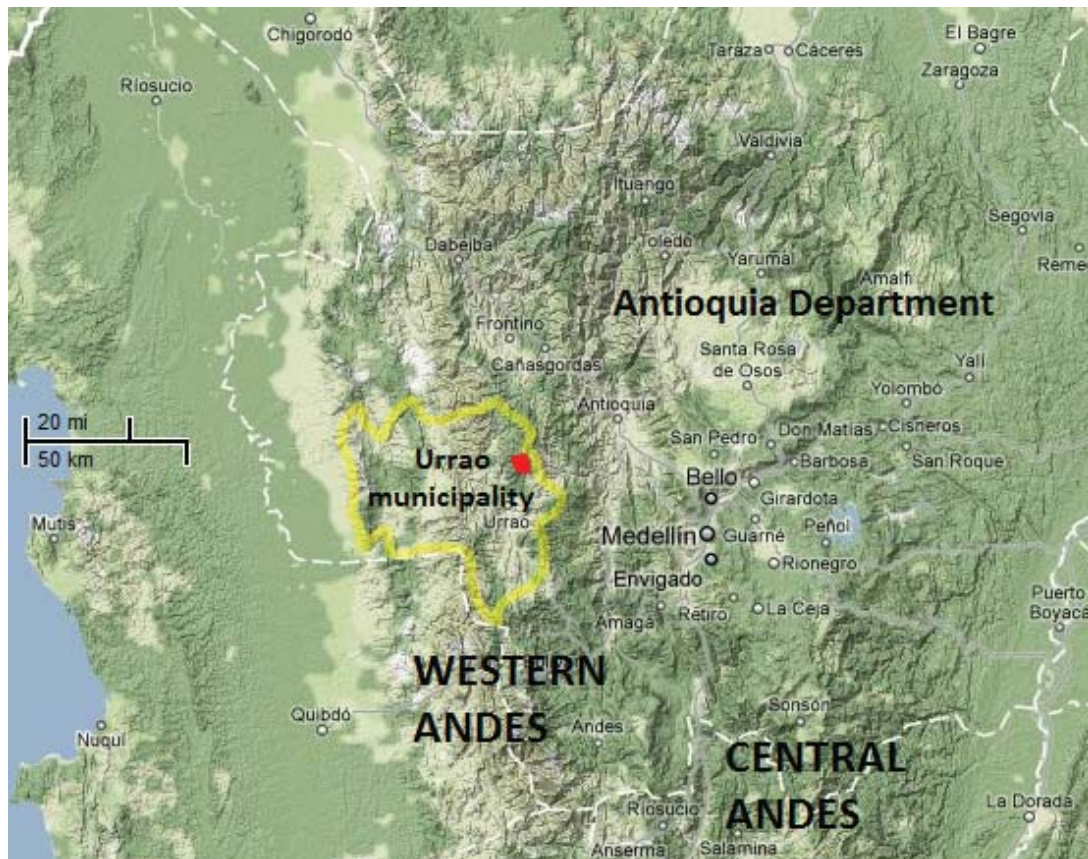 Chigorodó
El Bagre
Taraza
Cáceres
Zaragoza
Ríosucio
Valdivia
Ituango
Segovia
Dabeiba
Toledo
Yarumal
Reme
Amalfi
Antioquia Department
Frontino
Cañasgordas
Santa Rosa
de Osos
Yalí
Yolombó
Antioquia
20 mi
50 km
Don Matías
Cisneros
San Pedro
Barbosa
San Roque
Urrao
municipality
Bello
Girardota
Urrao
Peñol
Mutis
Medellín
Guarne
Envigado
Rionegro
Puerto
Boyacá
Retiro
La Ceja
Amagá
WESTERN
ANDES
Sonsón
Quibdó
Andes
Nuquí
CENTRAL
ANDES
La Dorada
Ríosucio
Anserma
Salamina